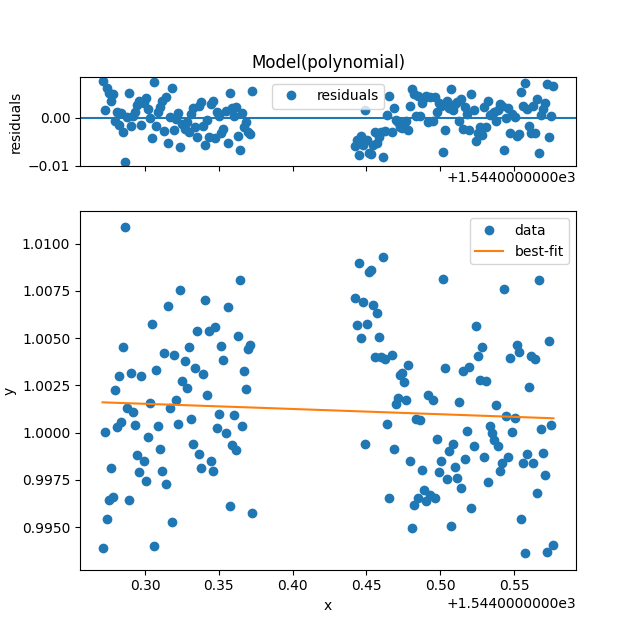 Model(polynomial)
residuals
0.00
−0.01
residuals
+1.5440000000e3
data
best-fit
1.0100
1.0075
1.0050
1.0025
1.0000
0.9975
0.9950
y
0.30 0.35 0.40 0.45 0.50 0.55
x
+1.5440000000e3